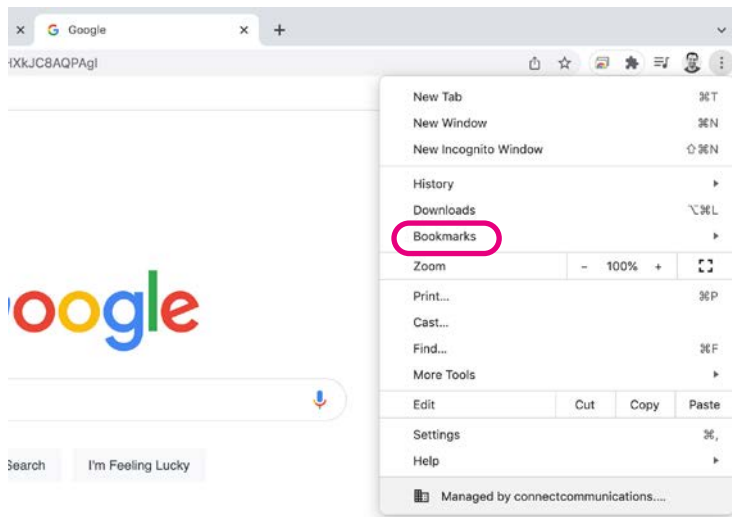 Google
HXkJC8AQPAgI
New Tab ⌘T
New Window ⌘N
New Incognito Window ⇧⌘N
History
Downloads ⌥⌘L
Bookmarks
Zoom - 100% +
Print... ⌘P
Cast...
Find... ⌘F
More Tools
Edit Cut Copy Paste
Settings ⌘,
Help
Managed by connectcommunications....
oogle
Search I'm Feeling Lucky